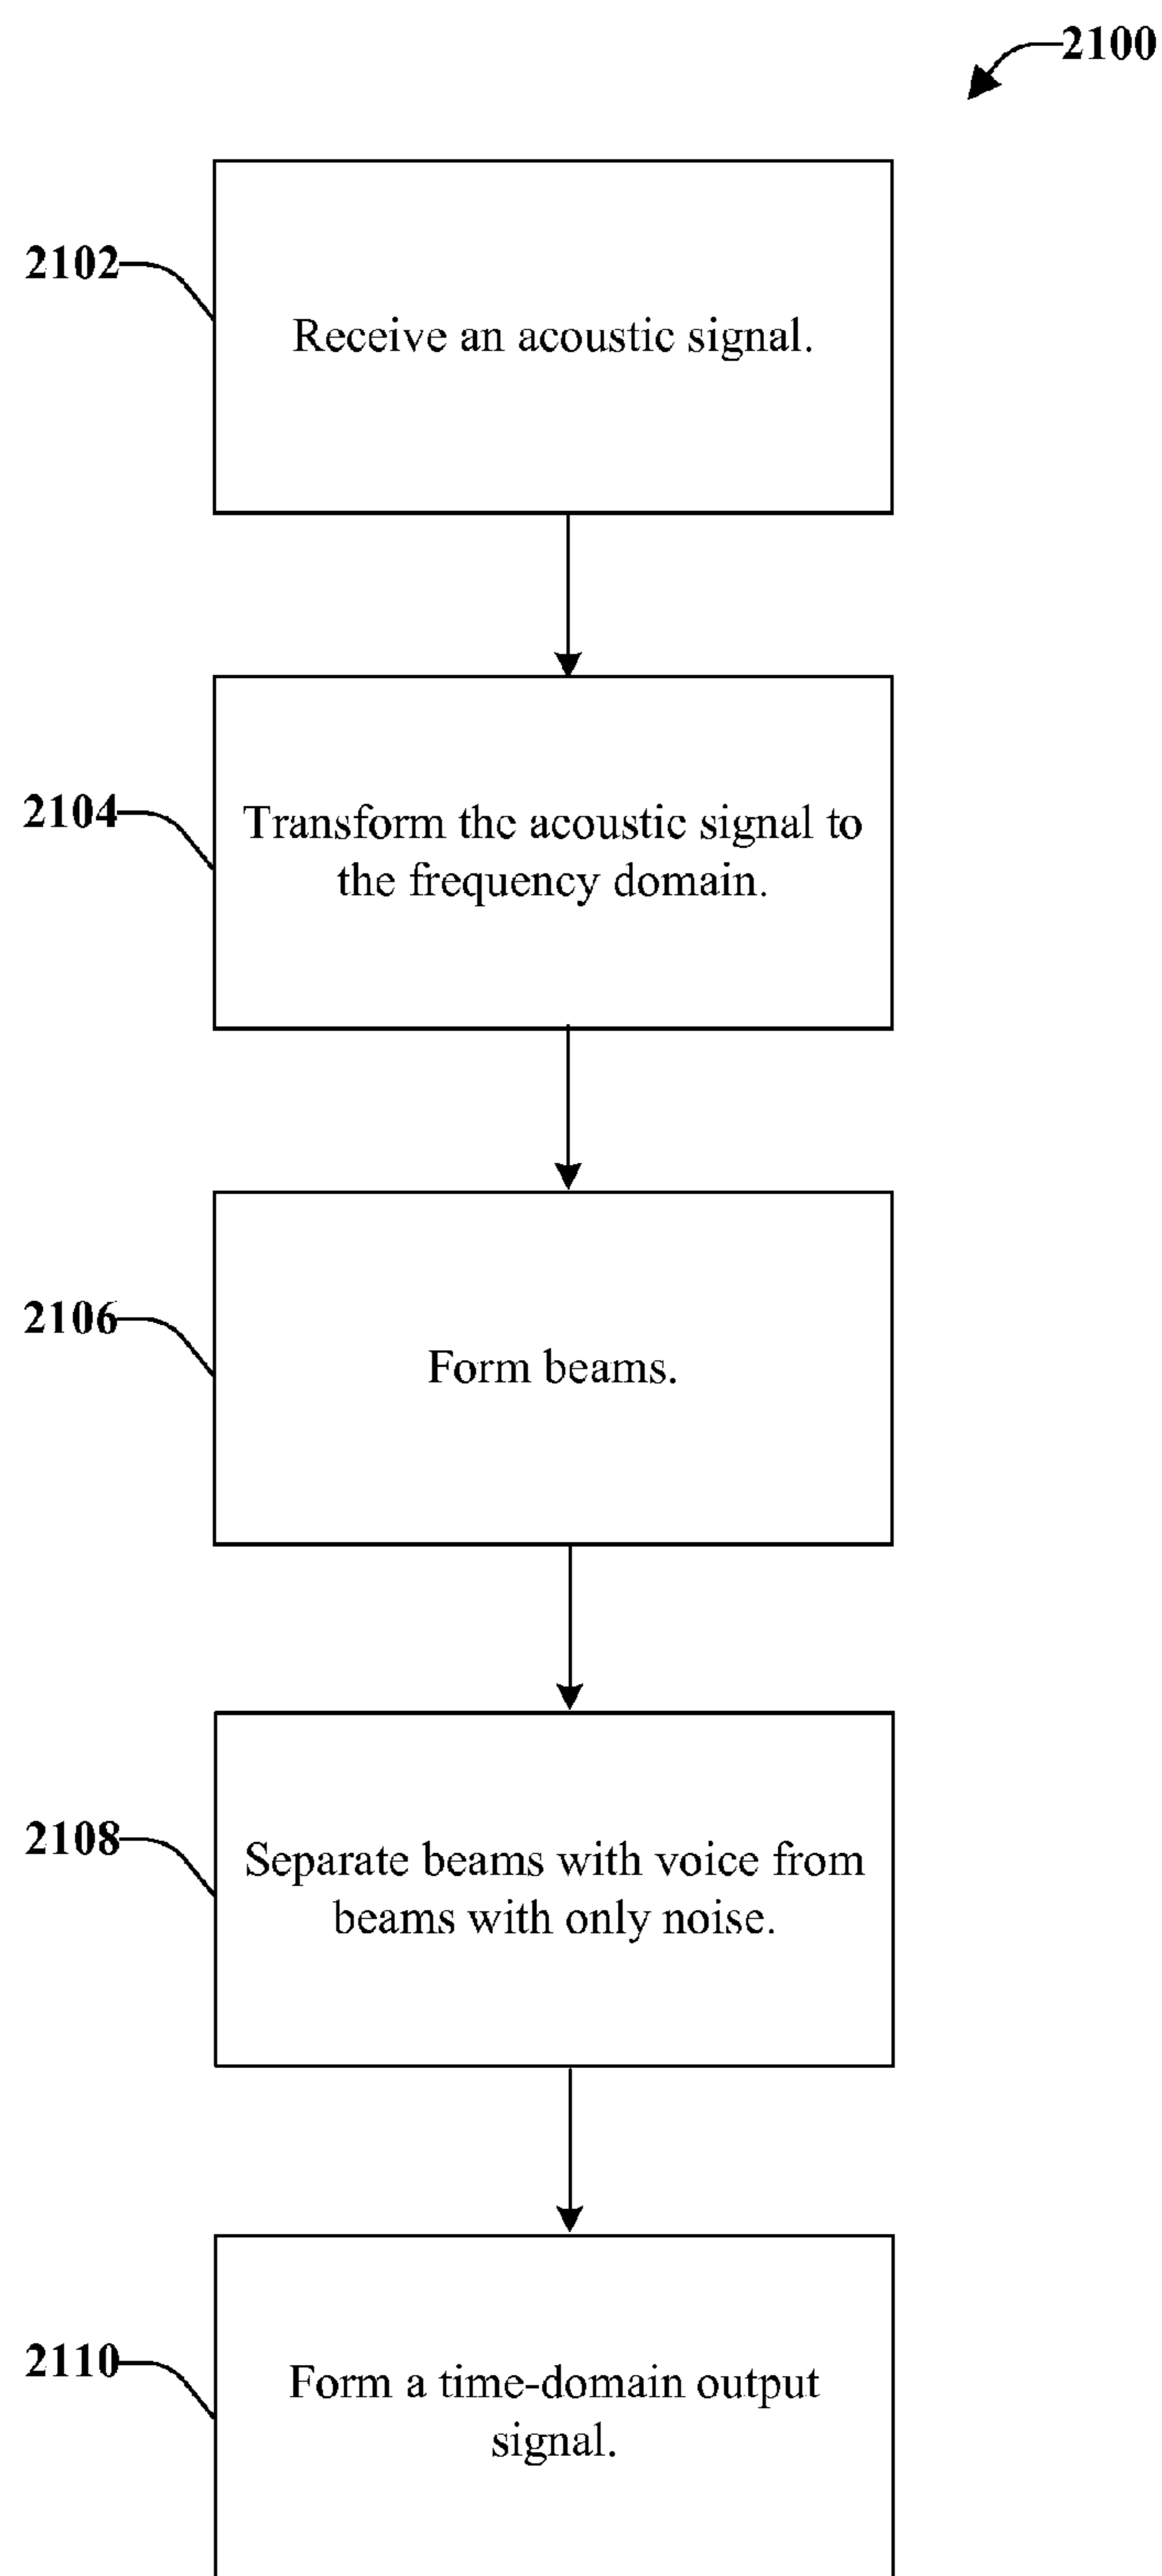 2100
2102
Receive an acoustic signal.
2104
Transform the acoustic signal to
the frequency domain.
2106
Form beams.
2108
Separate beams with voice from
beams with only noise.
2110
Form a time-domain output
signal.